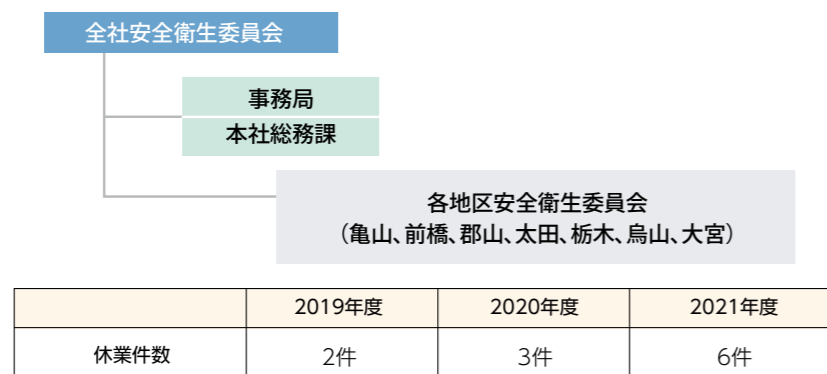 全社安全衛生委員会
事務局
本社総務課
各地区安全衛生委員会
（亀山、前橋、郡山、太田、栃木、烏山、大宮）
2019年度 2020年度 2021年度
休業件数 2件 3件 6件